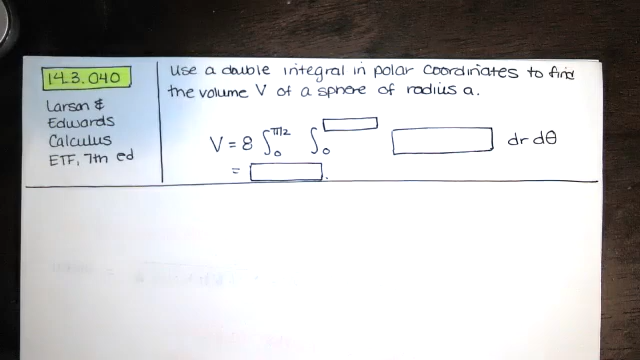 14.3.040
Larson &
Edwards
Calculus
ETF, 7th ed
Use a double integral in polar coordinates to find
the volume V of a sphere of radius a.
V = 8 ∫₀^π/2 ∫₀ dr dθ
= .